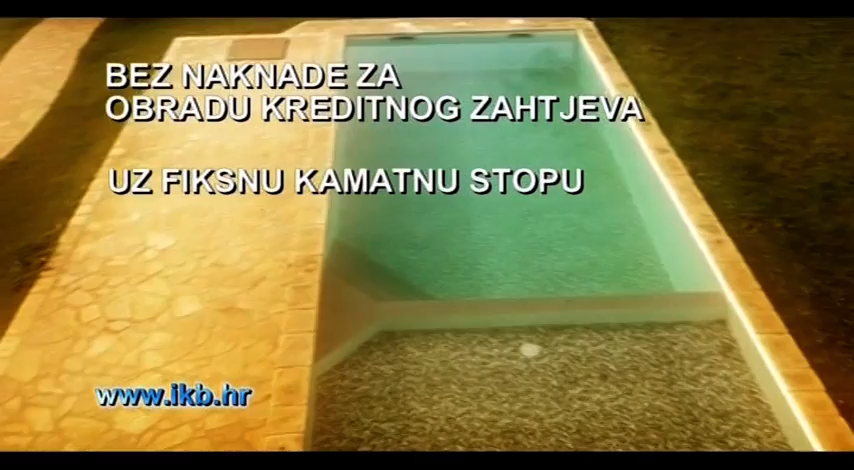 BEZ NAKNADE ZA
OBRADU KREDITNOG ZAHTJEVA
UZ FIKSNU KAMATNU STOPU
www.ikb.hr